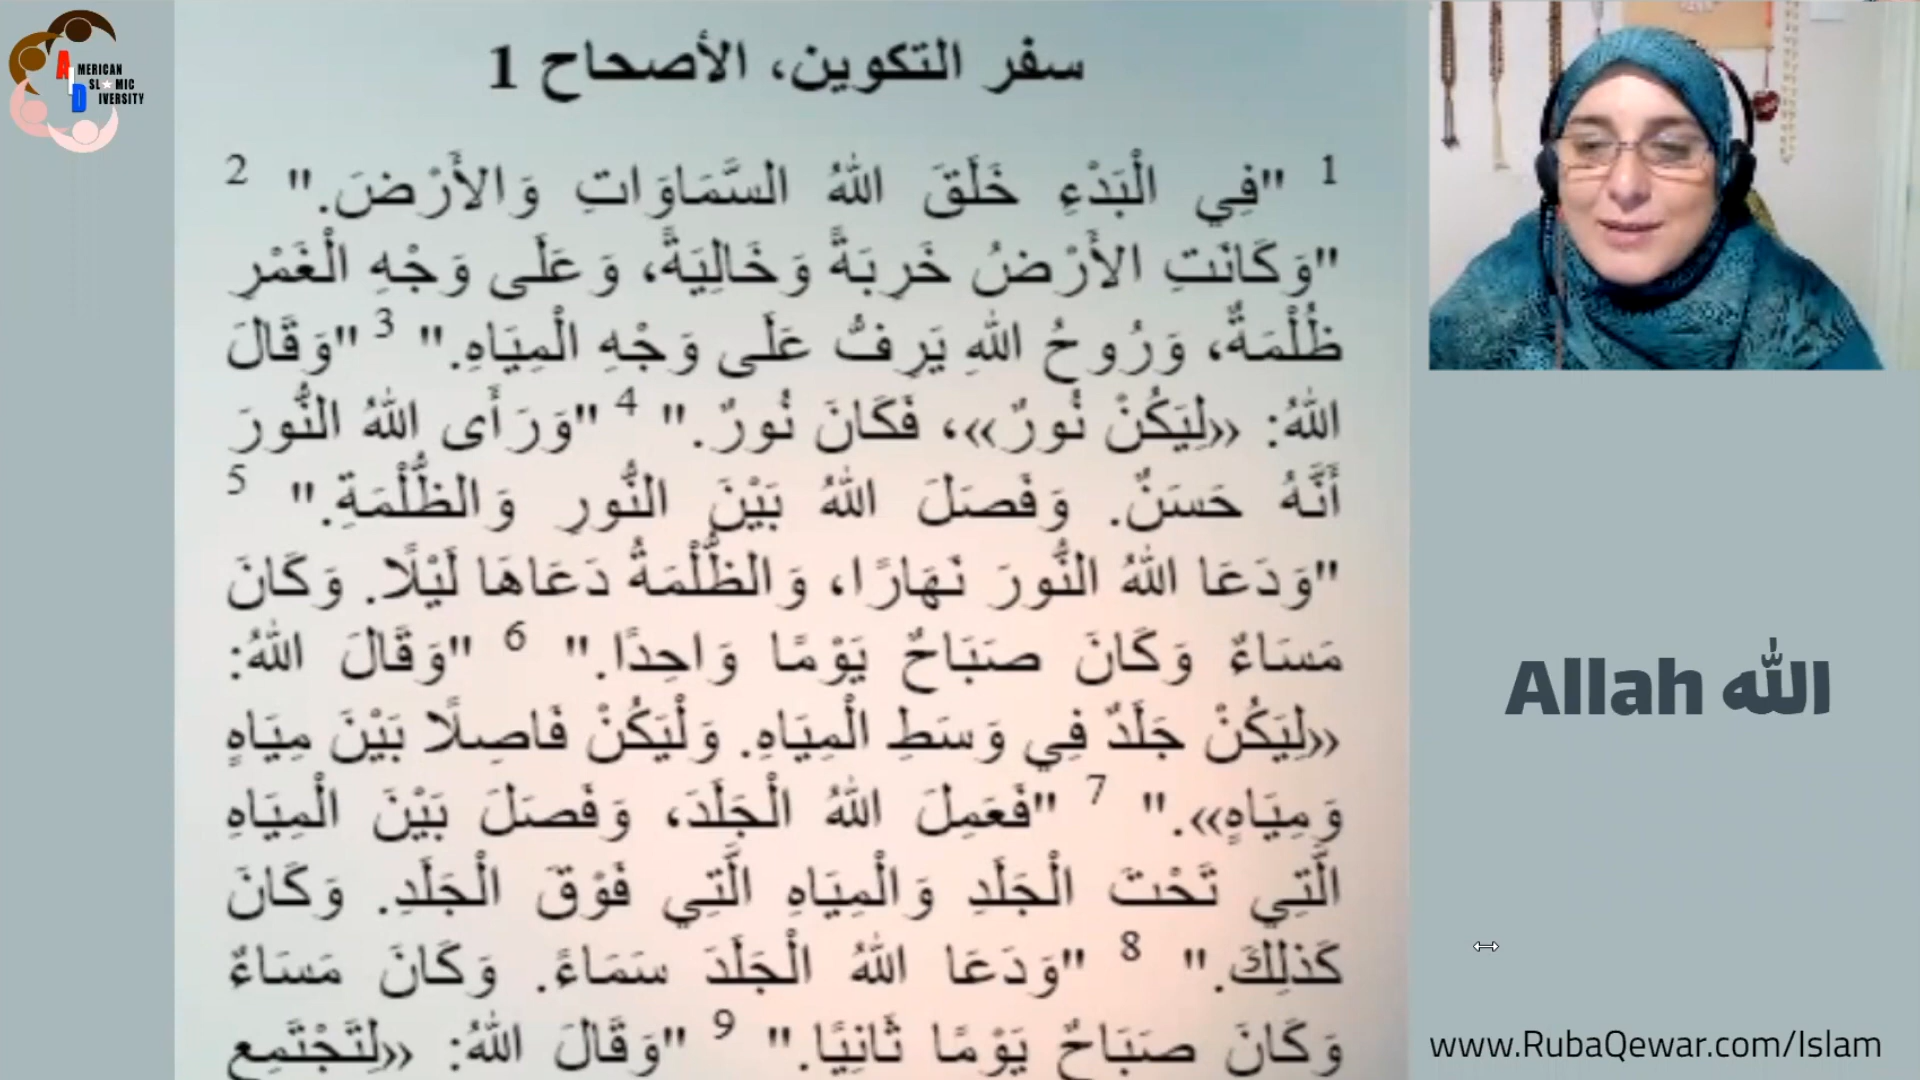 AMERICAN
ISLAMIC
DIVERSITY
سفر التكوين، الأصحاح 1
1 "فِي الْبَدْءِ خَلَقَ اللهُ السَّمَاوَاتِ وَالأَرْضَ." 2
"وَكَانَتِ الأَرْضُ خَرِبَةً وَخَالِيَةً، وَعَلَى وَجْهِ الْغَمْرِ
ظُلْمَةٌ، وَرُوحُ اللهِ يَرِفُّ عَلَى وَجْهِ الْمِيَاهِ." 3 "وَقَالَ
اللهُ: «لِيَكُنْ نُورٌ»، فَكَانَ نُورٌ." 4 "وَرَأَى اللهُ النُّورَ
أَنَّهُ حَسَنٌ. وَفَصَلَ اللهُ بَيْنَ النُّورِ وَالظُّلْمَةِ." 5
"وَدَعَا اللهُ النُّورَ نَهَارًا، وَالظُّلْمَةُ دَعَاهَا لَيْلًا. وَكَانَ
مَسَاءٌ وَكَانَ صَبَاحٌ يَوْمًا وَاحِدًا." 6 "وَقَالَ اللهُ:
«لِيَكُنْ جَلَدٌ فِي وَسَطِ الْمِيَاهِ. وَلْيَكُنْ فَاصِلًا بَيْنَ مِيَاهٍ
وَمِيَاهٍ»." 7 "فَعَمِلَ اللهُ الْجَلَدَ، وَفَصَلَ بَيْنَ الْمِيَاهِ
الَّتِي تَحْتَ الْجَلَدِ وَالْمِيَاهِ الَّتِي فَوْقَ الْجَلَدِ. وَكَانَ
كَذلِكَ." 8 "وَدَعَا اللهُ الْجَلَدَ سَمَاءً. وَكَانَ مَسَاءٌ
وَكَانَ صَبَاحٌ يَوْمًا ثَانِيًا." 9 "وَقَالَ اللهُ: «لِتَجْتَمِعِ
Allah الله
www.RubaQewar.com/Islam